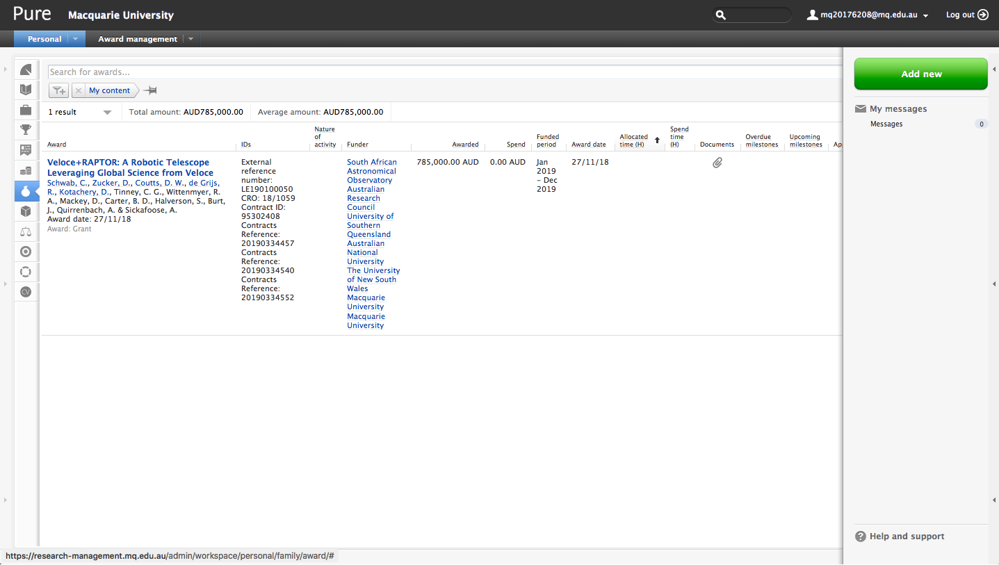 Pure Macquarie University
mq20176208@mq.edu.au
Log out
Personal
Award management
Search for awards...
My content
1 result
Total amount: AUD785,000.00
Average amount: AUD785,000.00
Award
IDs
Nature
of
activity
Funder
Awarded
Spend
Funded
period
Award date
Allocated
time (H)
Spend
time
(H)
Documents
Overdue
milestones
Upcoming
milestones
Ap
Veloce+RAPTOR: A Robotic Telescope
Leveraging Global Science from Veloce
Schwab, C., Zucker, D., Coutts, D. W., de Grijs,
R., Kotachery, D., Tinney, C. G., Wittenmyer, R.
A., Mackey, D., Carter, B. D., Halverson, S., Burt,
J., Quirrenbach, A. & Sickafoose, A.
Award date: 27/11/18
Award: Grant
External
reference
number:
LE190100050
CRO: 18/1059
Contract ID:
95302408
Contracts
Reference:
20190334457
Contracts
Reference:
20190334540
Contracts
Reference:
20190334552
South African
Astronomical
Observatory
Australian
Research
Council
University of
Southern
Queensland
Australian
National
University
The University
of New South
Wales
Macquarie
University
Macquarie
University
785,000.00 AUD
0.00 AUD
Jan
2019
– Dec
2019
27/11/18
Add new
My messages
Messages
0
Help and support
CV
https://research-management.mq.edu.au/admin/workspace/personal/family/award/#